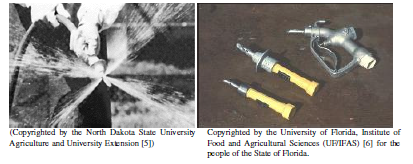 (Copyrighted by the North Dakota State University
Agriculture and University Extension [5])
Copyrighted by the University of Florida, Institute of
Food and Agricultural Sciences (UF/IFAS) [6] for the
people of the State of Florida.